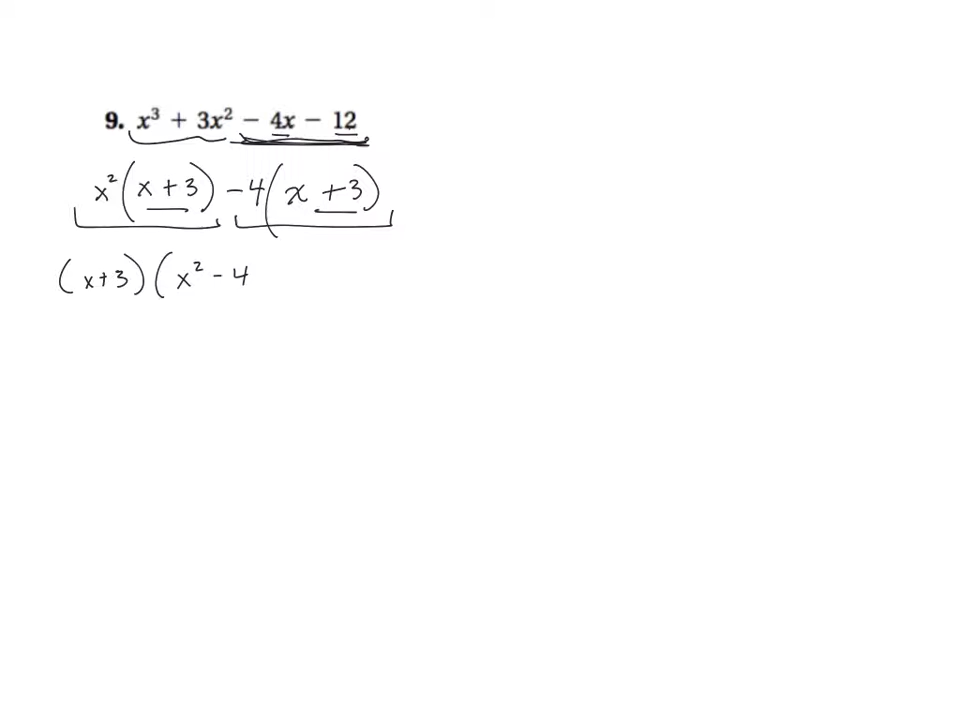 9. x³ + 3x² − 4x − 12
x²(x + 3) − 4(x + 3)
(x+3)(x² − 4